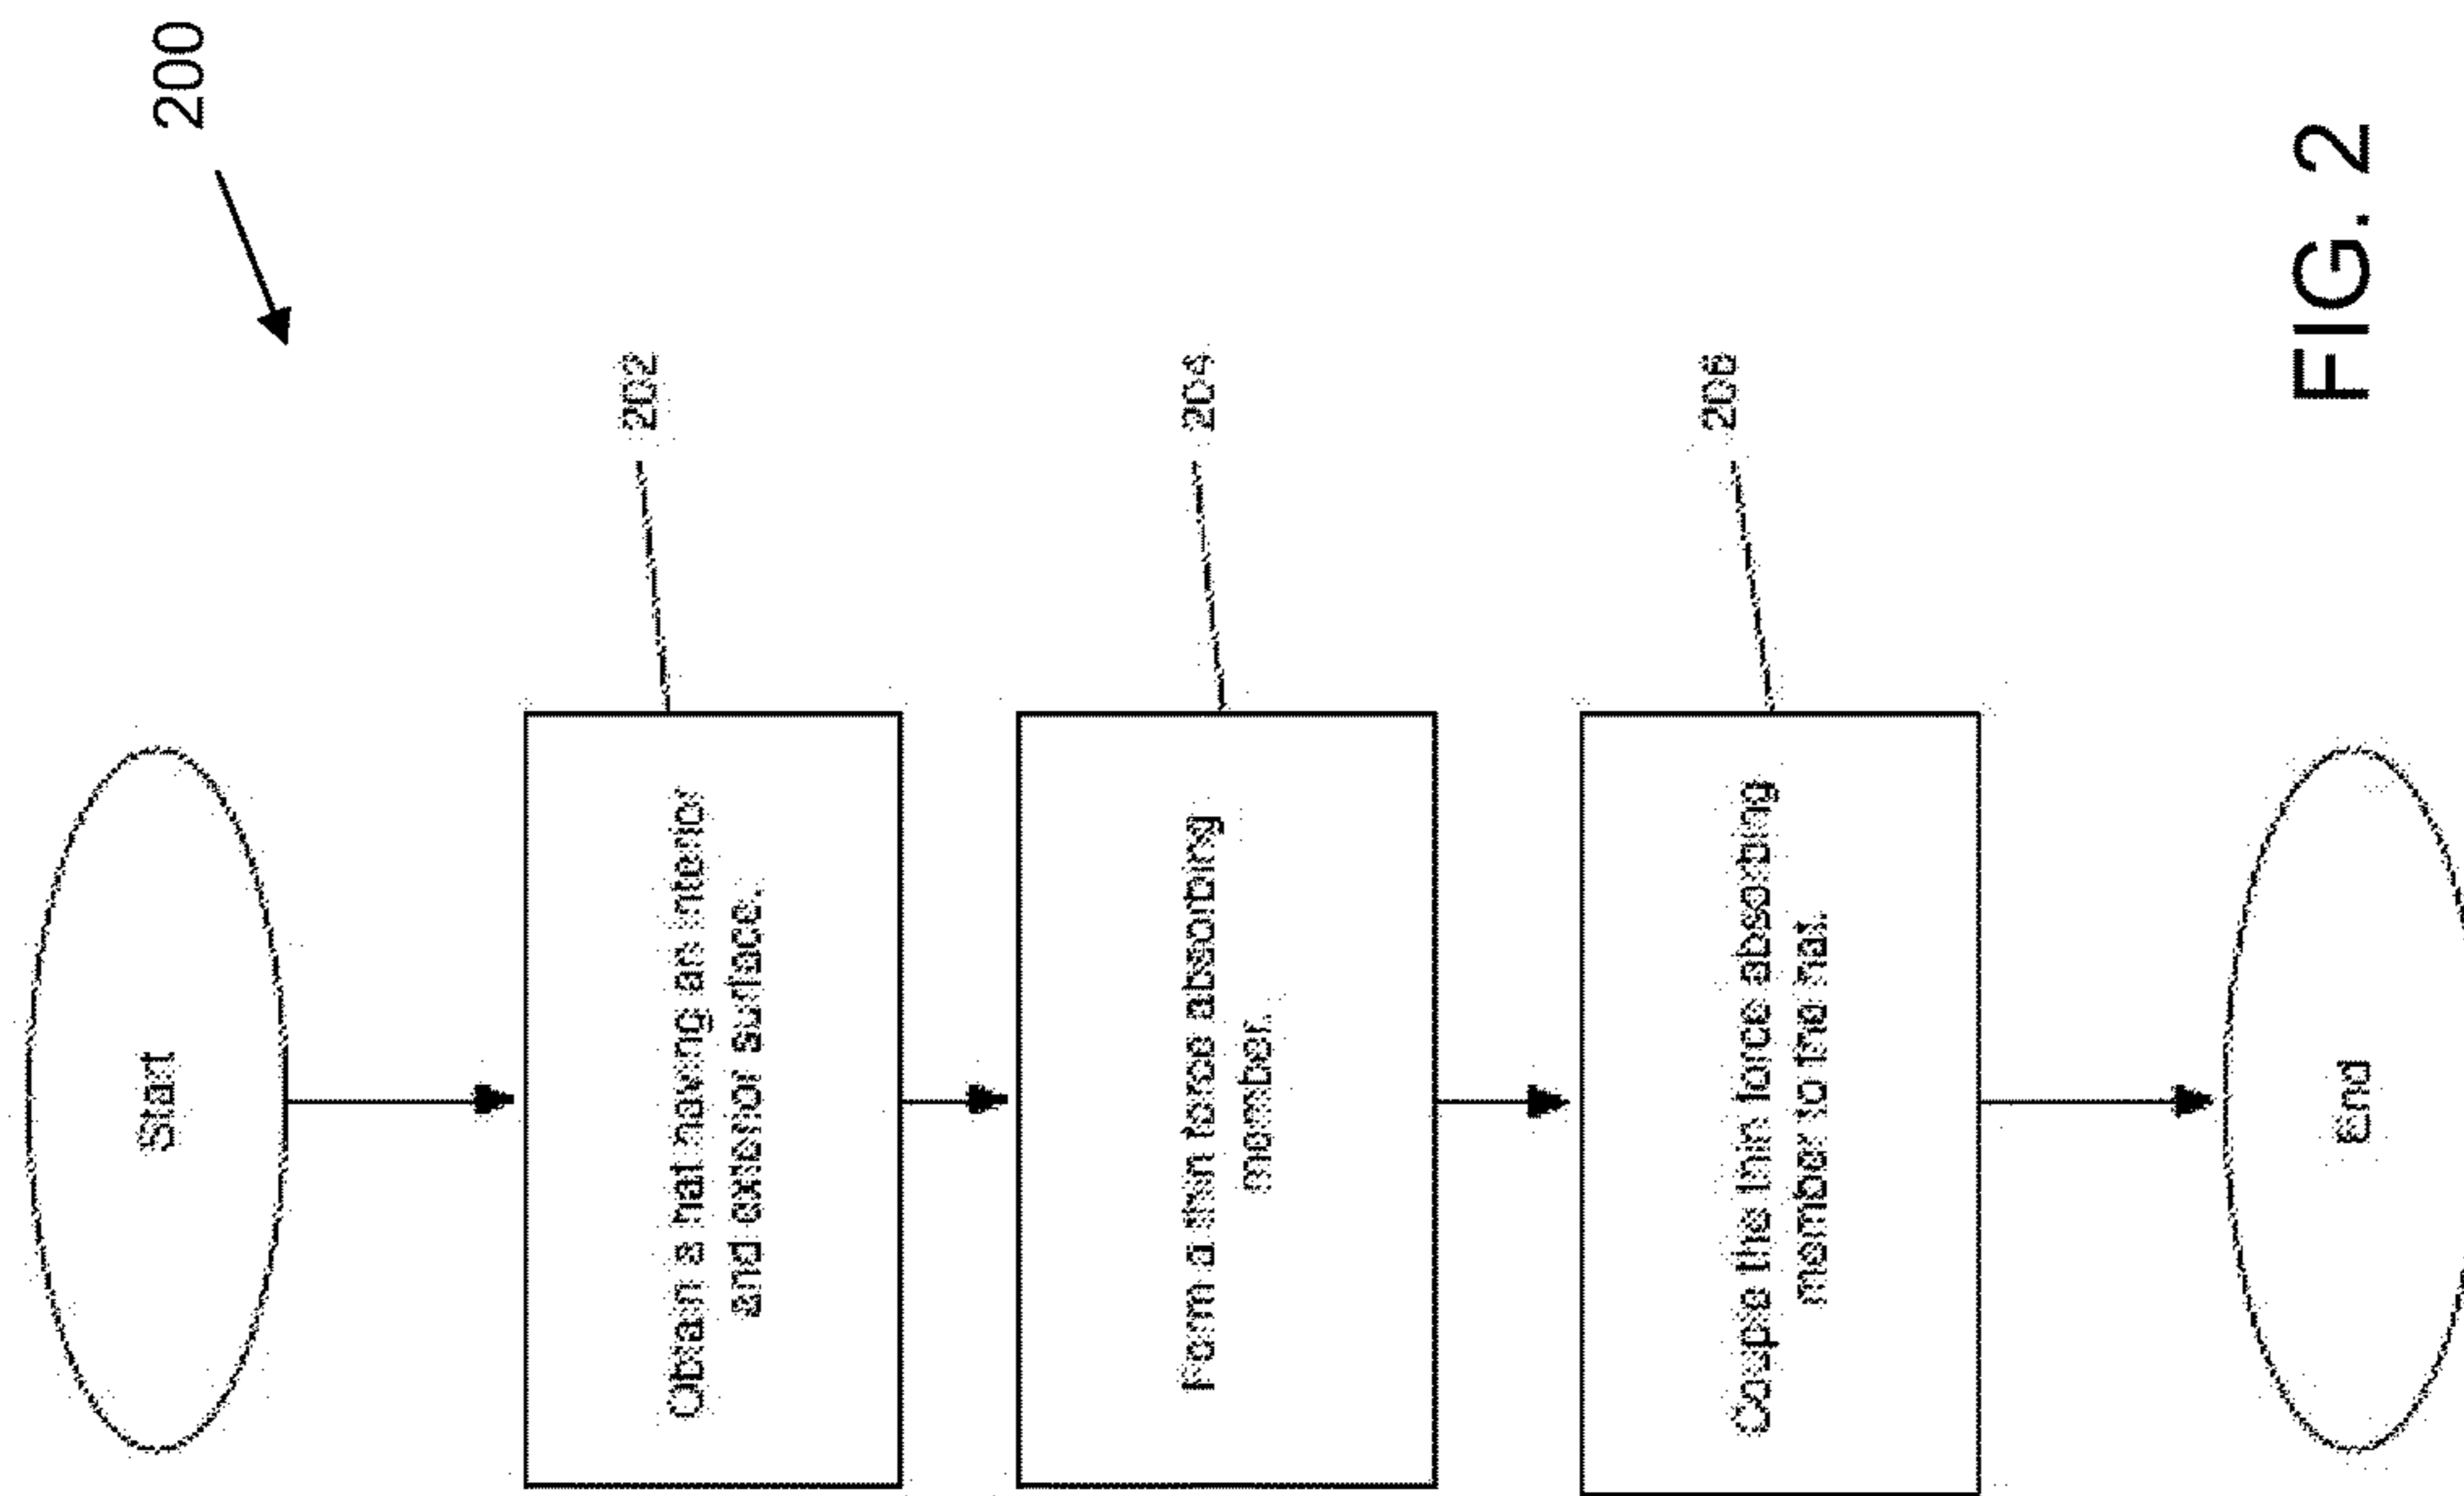 200
Start
Obtain a hat having an interior
and exterior surface.
202
Form a thin force absorbing
member.
204
Couple the thin force absorbing
member to the hat.
206
End
FIG. 2